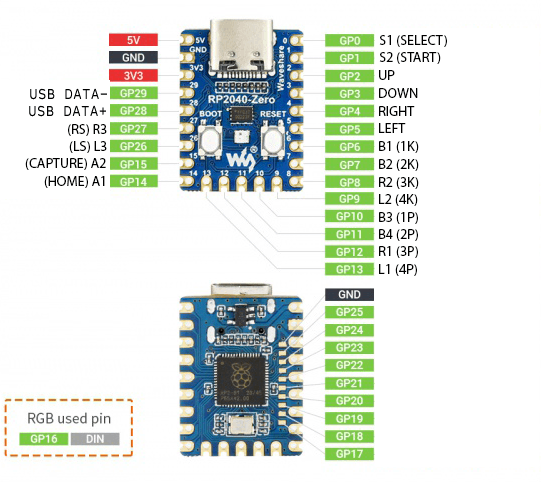 5V
GND
3V3
USB DATA- GP29
USB DATA+ GP28
(RS) R3 GP27
(LS) L3 GP26
(CAPTURE) A2 GP15
(HOME) A1 GP14
5V
GND
3V3
29
28
27
26
15
14
0
1
2
3
4
5
6
7
8
13
12
11
10
9
Waveshare
RP2040-Zero
BOOT
RESET
GP0 S1 (SELECT)
GP1 S2 (START)
GP2 UP
GP3 DOWN
GP4 RIGHT
GP5 LEFT
GP6 B1 (1K)
GP7 B2 (2K)
GP8 R2 (3K)
GP9 L2 (4K)
GP10 B3 (1P)
GP11 B4 (2P)
GP12 R1 (3P)
GP13 L1 (4P)
GND
GP25
GP24
GP23
GP22
GP21
GP20
GP19
GP18
GP17
RGB used pin
GP16 DIN